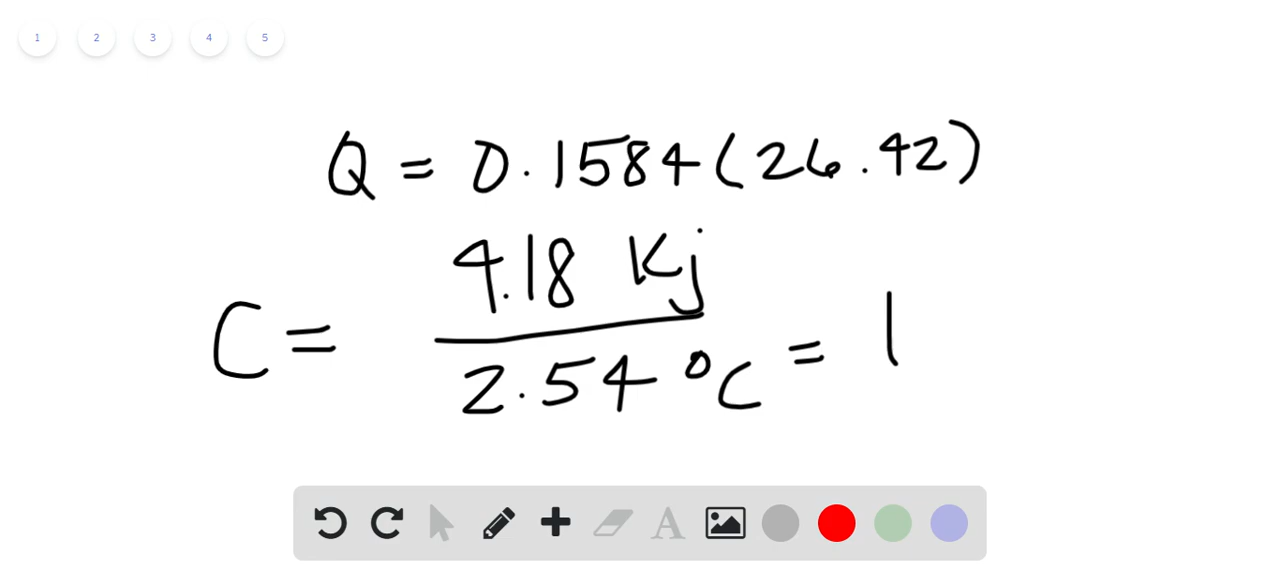 1 2 3 4 5
Q = 0.1584(26.42)
4.18 Kj
C = = 1
2.54 °C
A